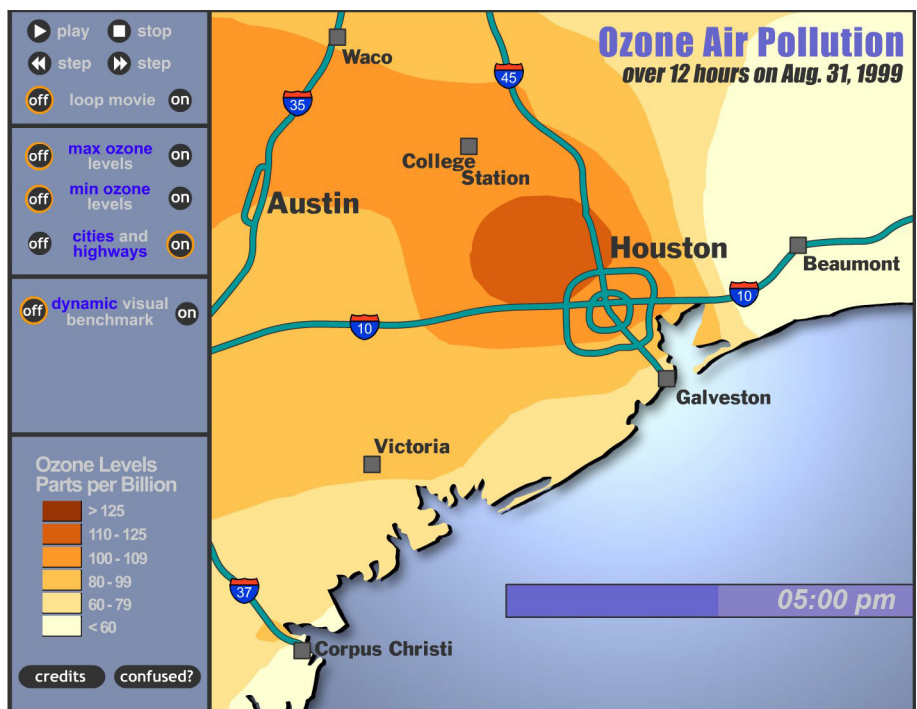 play stop
step step
off loop movie on
off max ozone levels on
off min ozone levels on
off cities and highways on
off dynamic visual benchmark on
Ozone Levels
Parts per Billion
> 125
110 - 125
100 - 109
80 - 99
60 - 79
< 60
credits confused?
Ozone Air Pollution
over 12 hours on Aug. 31, 1999
Waco
45
35
College
Station
Austin
Houston
Beaumont
10
10
Galveston
Victoria
37
05:00 pm
Corpus Christi